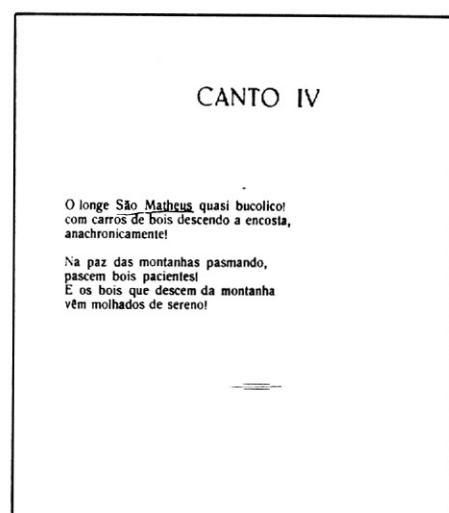 CANTO IV
O longe São Matheus quasi bucolico!
com carros de bois descendo a encosta,
anachronicamente!
Na paz das montanhas pasmando,
pascem bois pacientes!
E os bois que descem da montanha
vêm molhados de sereno!